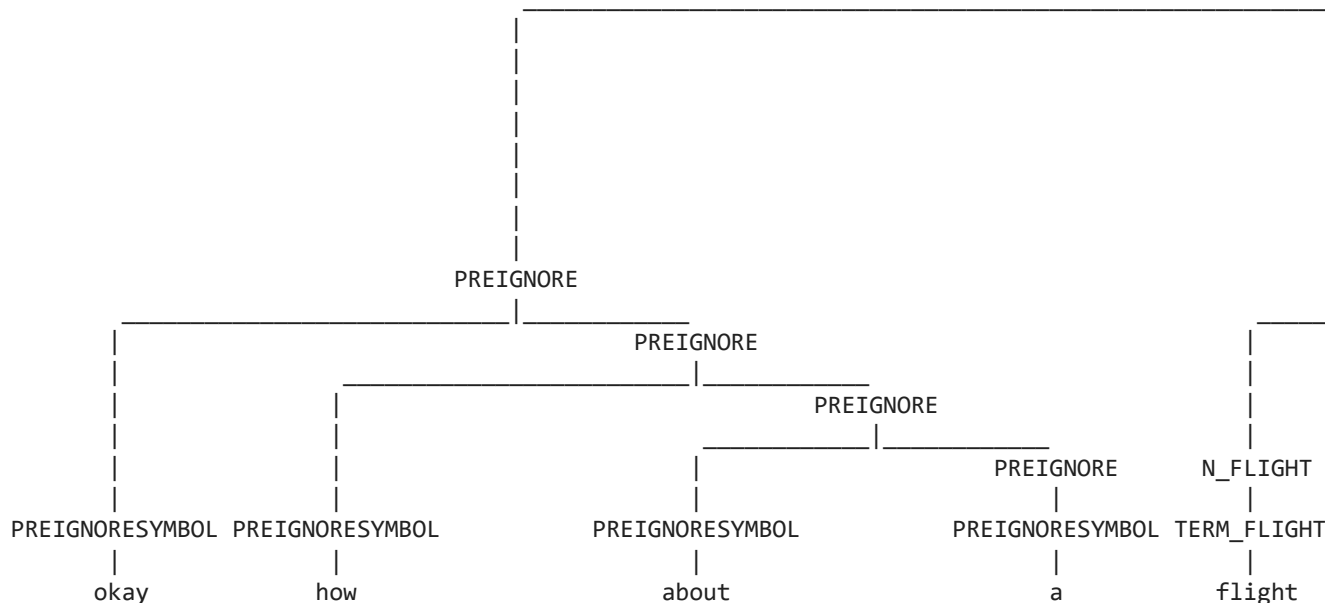 PREIGNORE
PREIGNORE
PREIGNORE
PREIGNORE N_FLIGHT
PREIGNORESYMBOL PREIGNORESYMBOL PREIGNORESYMBOL PREIGNORESYMBOL TERM_FLIGHT
okay how about a flight